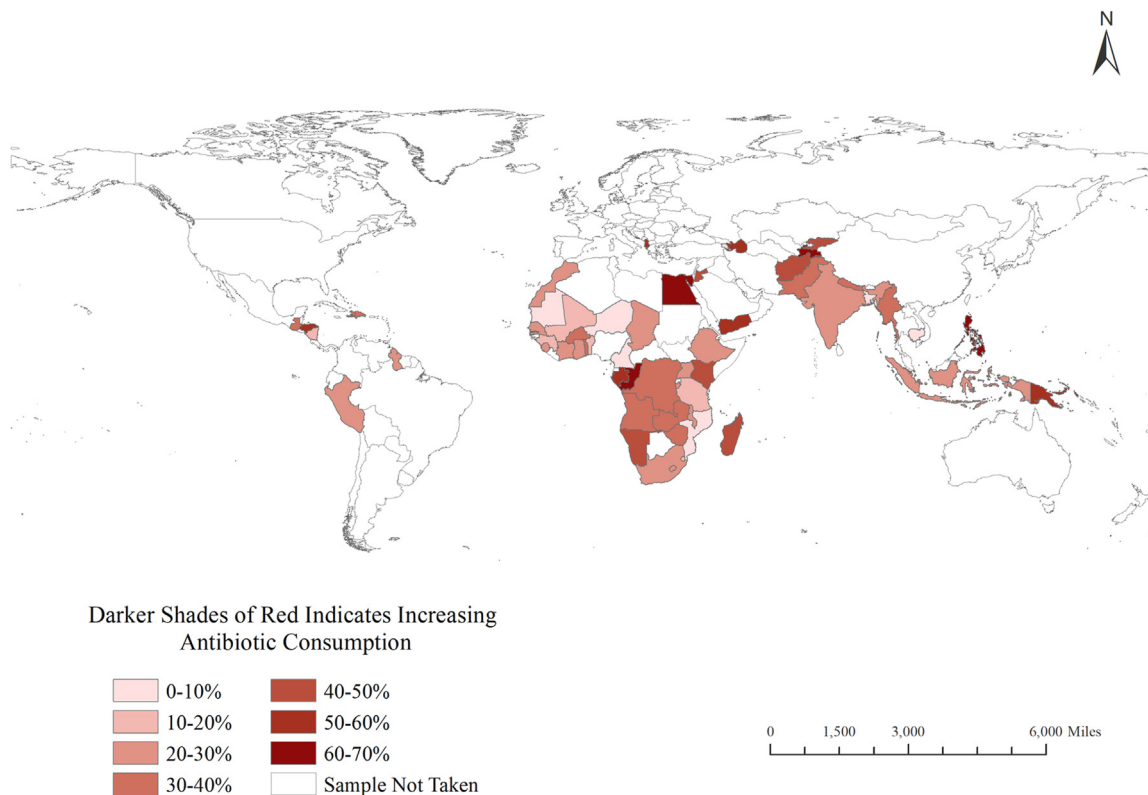 N
Darker Shades of Red Indicates Increasing
Antibiotic Consumption
0-10%
10-20%
20-30%
30-40%
40-50%
50-60%
60-70%
Sample Not Taken
0 1,500 3,000 6,000 Miles